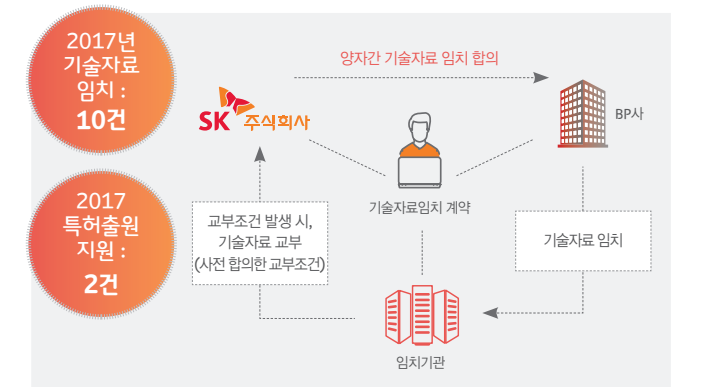 2017년
기술자료
임치 :
10건
양자간 기술자료 임치 합의
SK 주식회사
BP사
기술자료임치 계약
2017
특허출원
지원 :
2건
교부조건 발생 시,
기술자료 교부
(사전 합의한 교부조건)
기술자료 임치
임치기관